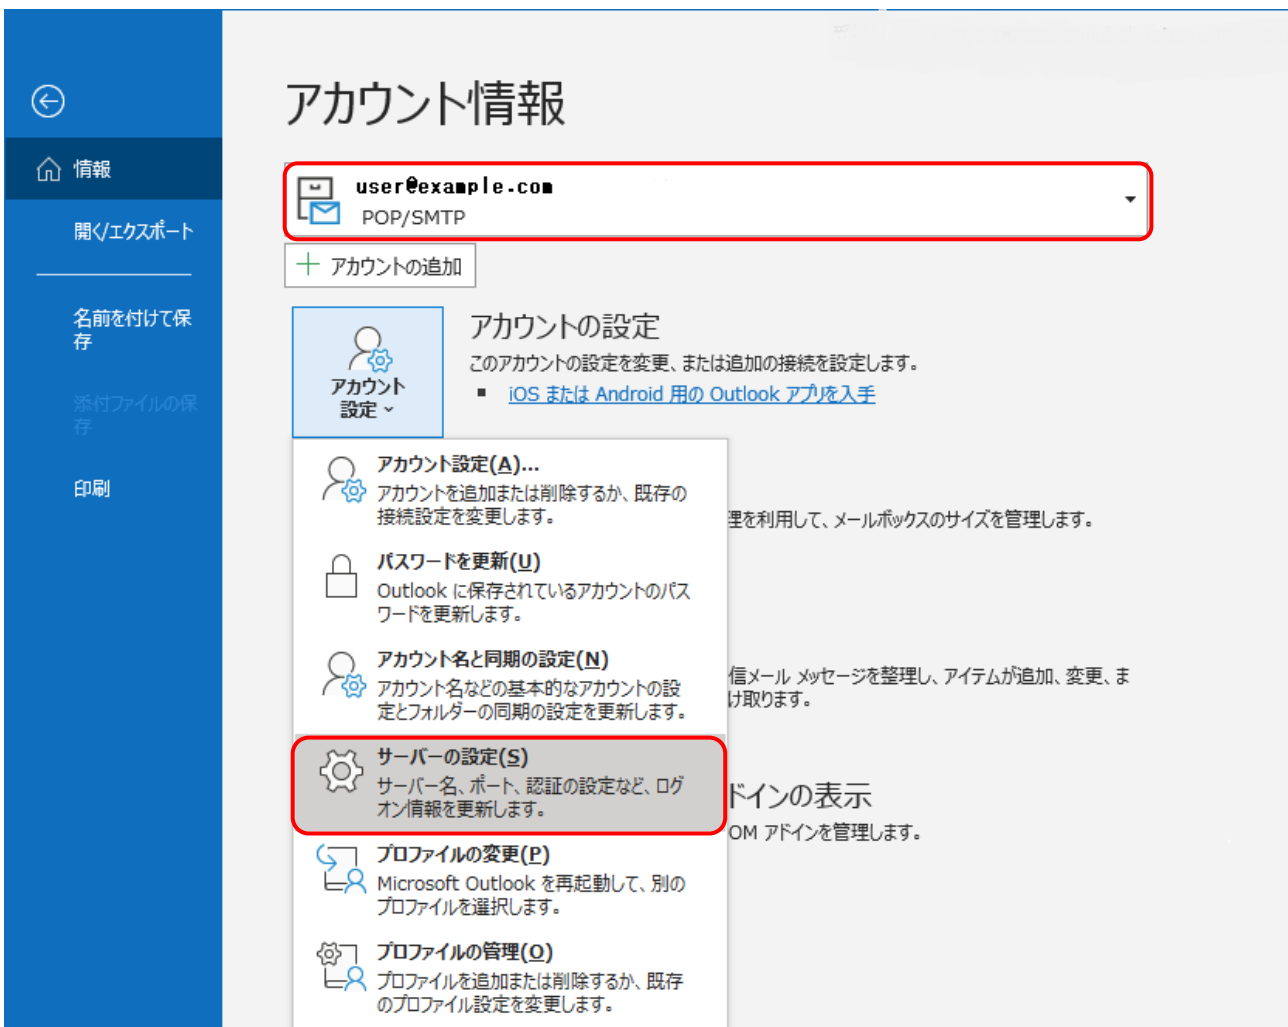 アカウント情報
情報
開く/エクスポート
名前を付けて保
存
添付ファイルの保
存
印刷
user@example.com
POP/SMTP
アカウントの追加
アカウント
設定
アカウントの設定
このアカウントの設定を変更、または追加の接続を設定します。
▪ iOS または Android 用の Outlook アプリを入手
アカウント設定(A)...
アカウントを追加または削除するか、既存の
接続設定を変更します。
パスワードを更新(U)
Outlook に保存されているアカウントのパス
ワードを更新します。
アカウント名と同期の設定(N)
アカウント名などの基本的なアカウントの設
定とフォルダーの同期の設定を更新します。
サーバーの設定(S)
サーバー名、ポート、認証の設定など、ログ
オン情報を更新します。
プロファイルの変更(P)
Microsoft Outlook を再起動して、別の
プロファイルを選択します。
プロファイルの管理(O)
プロファイルを追加または削除するか、既存
のプロファイル設定を変更します。
理を利用して、メールボックスのサイズを管理します。
信メール メッセージを整理し、アイテムが追加、変更、ま
け取ります。
ドインの表示
OM アドインを管理します。